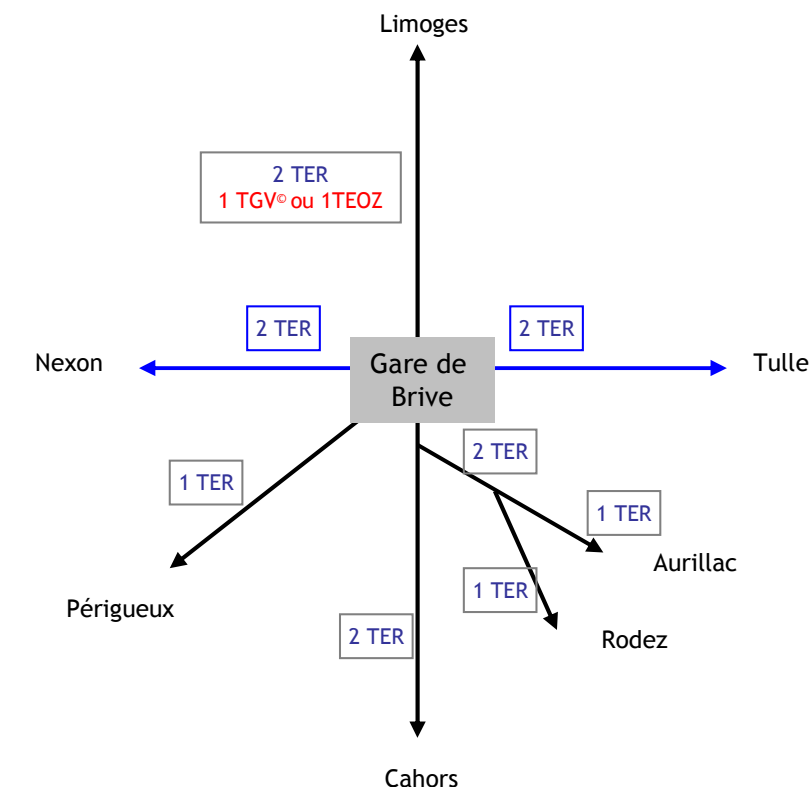 Limoges
2 TER
1 TGV© ou 1TEOZ
2 TER
2 TER
Nexon
Gare de
Brive
Tulle
2 TER
1 TER
1 TER
Aurillac
1 TER
Périgueux
2 TER
Rodez
Cahors